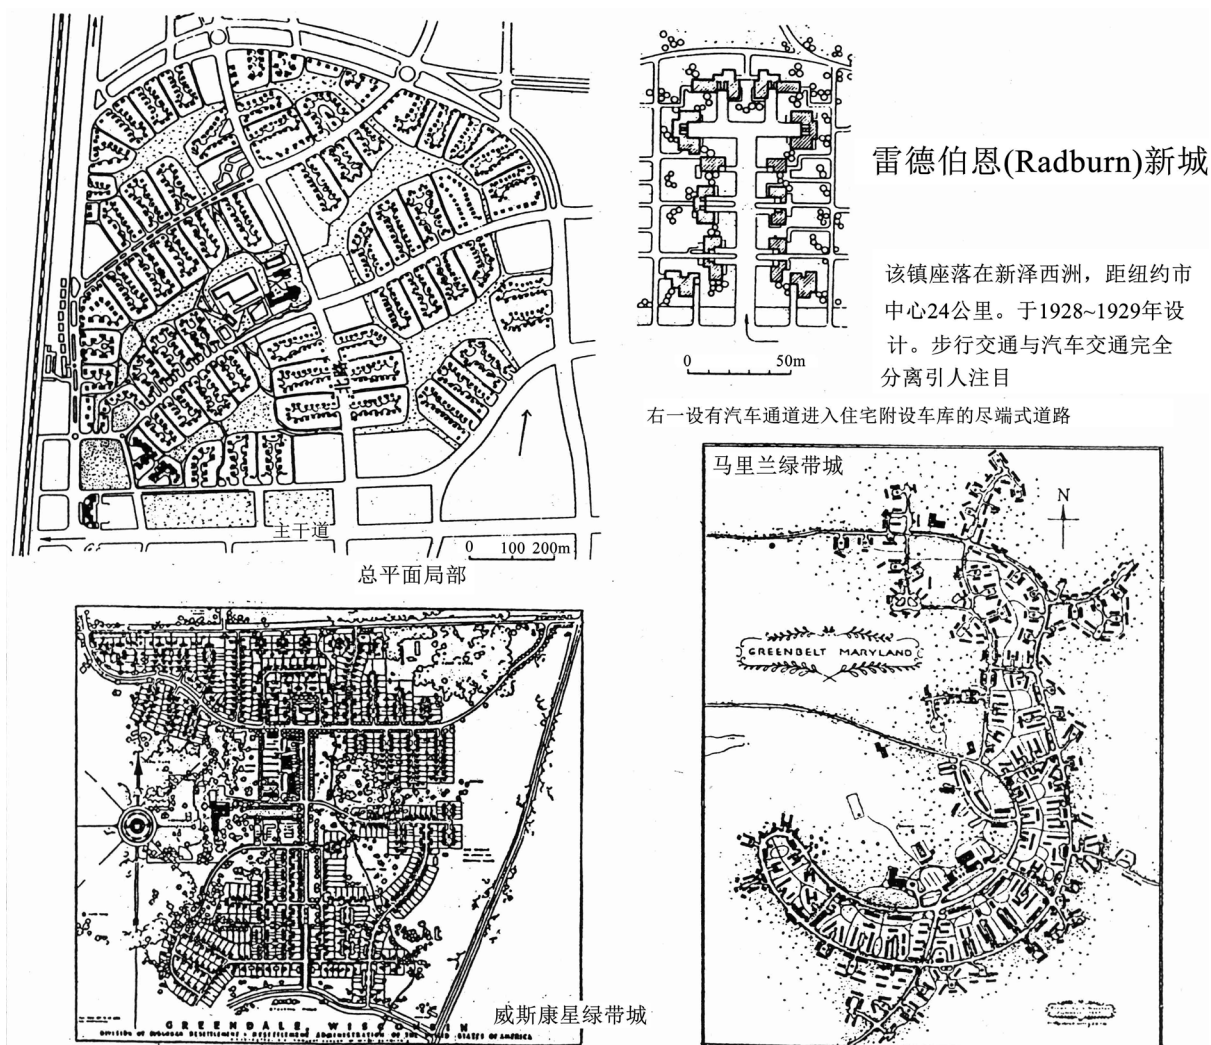 雷德伯恩(Radburn)新城
该镇座落在新泽西洲，距纽约市
中心24公里。于1928~1929年设
计。步行交通与汽车交通完全
分离引人注目
0 50m
右一设有汽车通道进入住宅附设车库的尽端式道路
北路
主干道
0 100 200m
总平面局部
马里兰绿带城
N
GREENBELT MARYLAND
威斯康星绿带城
GREENDALE, WISCONSIN